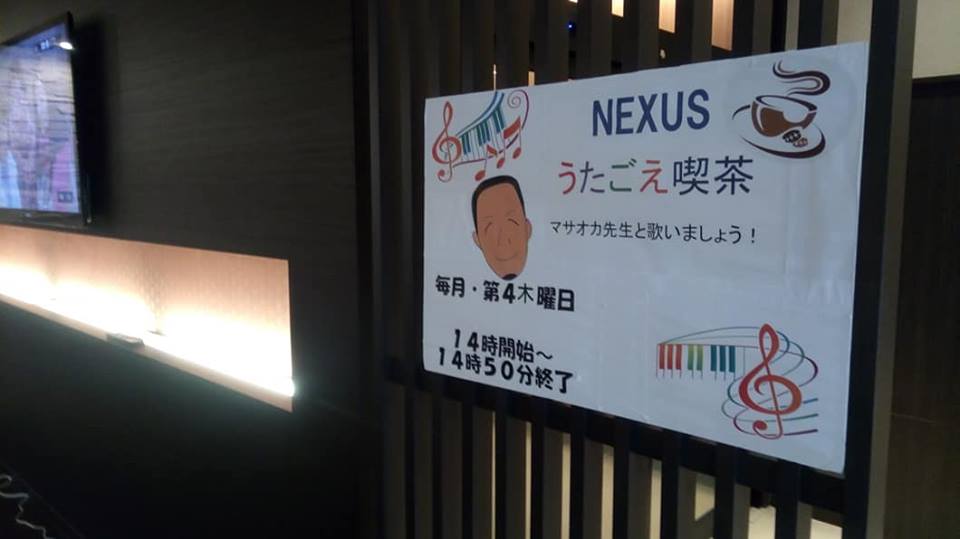 NEXUS
うたごえ喫茶
マサオカ先生と歌いましょう！
毎月・第4木曜日
14時開始～
14時50分終了